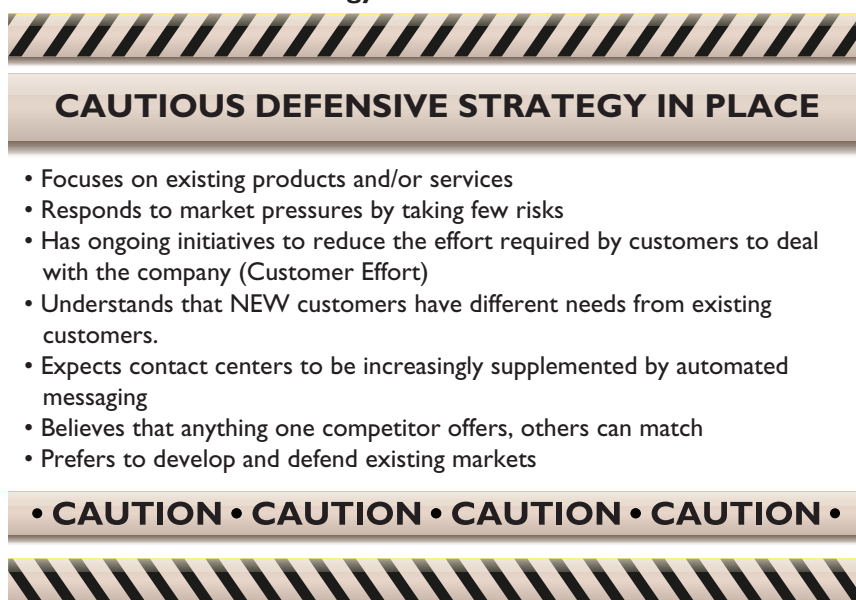 CAUTIOUS DEFENSIVE STRATEGY IN PLACE
• Focuses on existing products and/or services
• Responds to market pressures by taking few risks
• Has ongoing initiatives to reduce the effort required by customers to deal
with the company (Customer Effort)
• Understands that NEW customers have different needs from existing
customers.
• Expects contact centers to be increasingly supplemented by automated
messaging
• Believes that anything one competitor offers, others can match
• Prefers to develop and defend existing markets
• CAUTION • CAUTION • CAUTION • CAUTION •